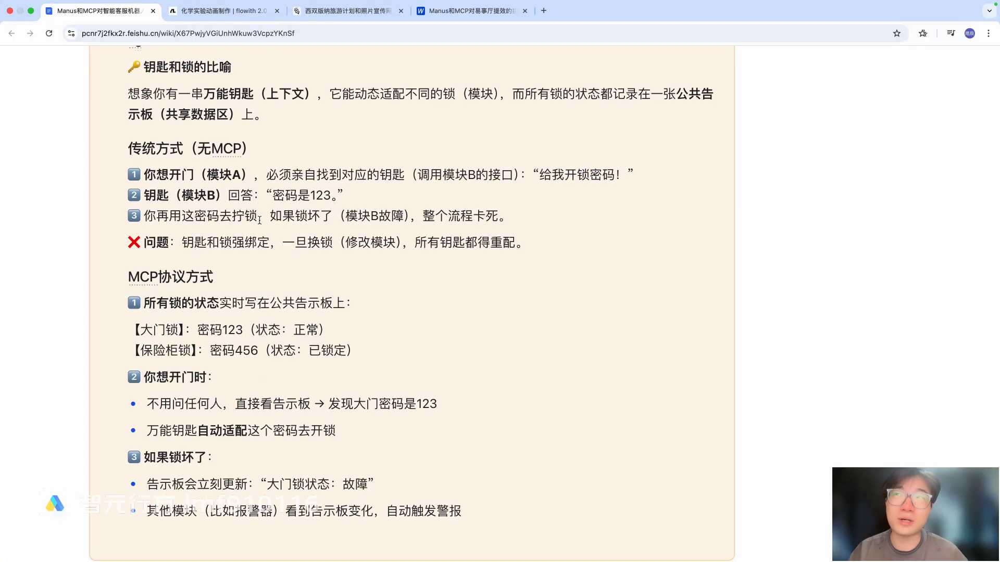 Manus和MCP对智能客服机器
化学实验动画制作 | flowith 2.0
西双版纳旅游计划和照片宣传网
Manus和MCP对易事厅提效的
pcnr7j2fkx2r.feishu.cn/wiki/X67PwjyVGiUnhWkuw3VcpzYKnSf
皓辰
🔑 钥匙和锁的比喻
想象你有一串万能钥匙（上下文），它能动态适配不同的锁（模块），而所有锁的状态都记录在一张公共告
示板（共享数据区）上。
传统方式（无MCP）
1 你想开门（模块A），必须亲自找到对应的钥匙（调用模块B的接口）：“给我开锁密码！”
2 钥匙（模块B）回答：“密码是123。”
3 你再用这密码去拧锁，如果锁坏了（模块B故障），整个流程卡死。
❌ 问题：钥匙和锁强绑定，一旦换锁（修改模块），所有钥匙都得重配。
MCP协议方式
1 所有锁的状态实时写在公共告示板上：
【大门锁】：密码123（状态：正常）
【保险柜锁】：密码456（状态：已锁定）
2 你想开门时：
• 不用问任何人，直接看告示板 → 发现大门密码是123
• 万能钥匙自动适配这个密码去开锁
3 如果锁坏了：
• 告示板会立刻更新：“大门锁状态：故障”
• 其他模块（比如报警器）看到告示板变化，自动触发警报